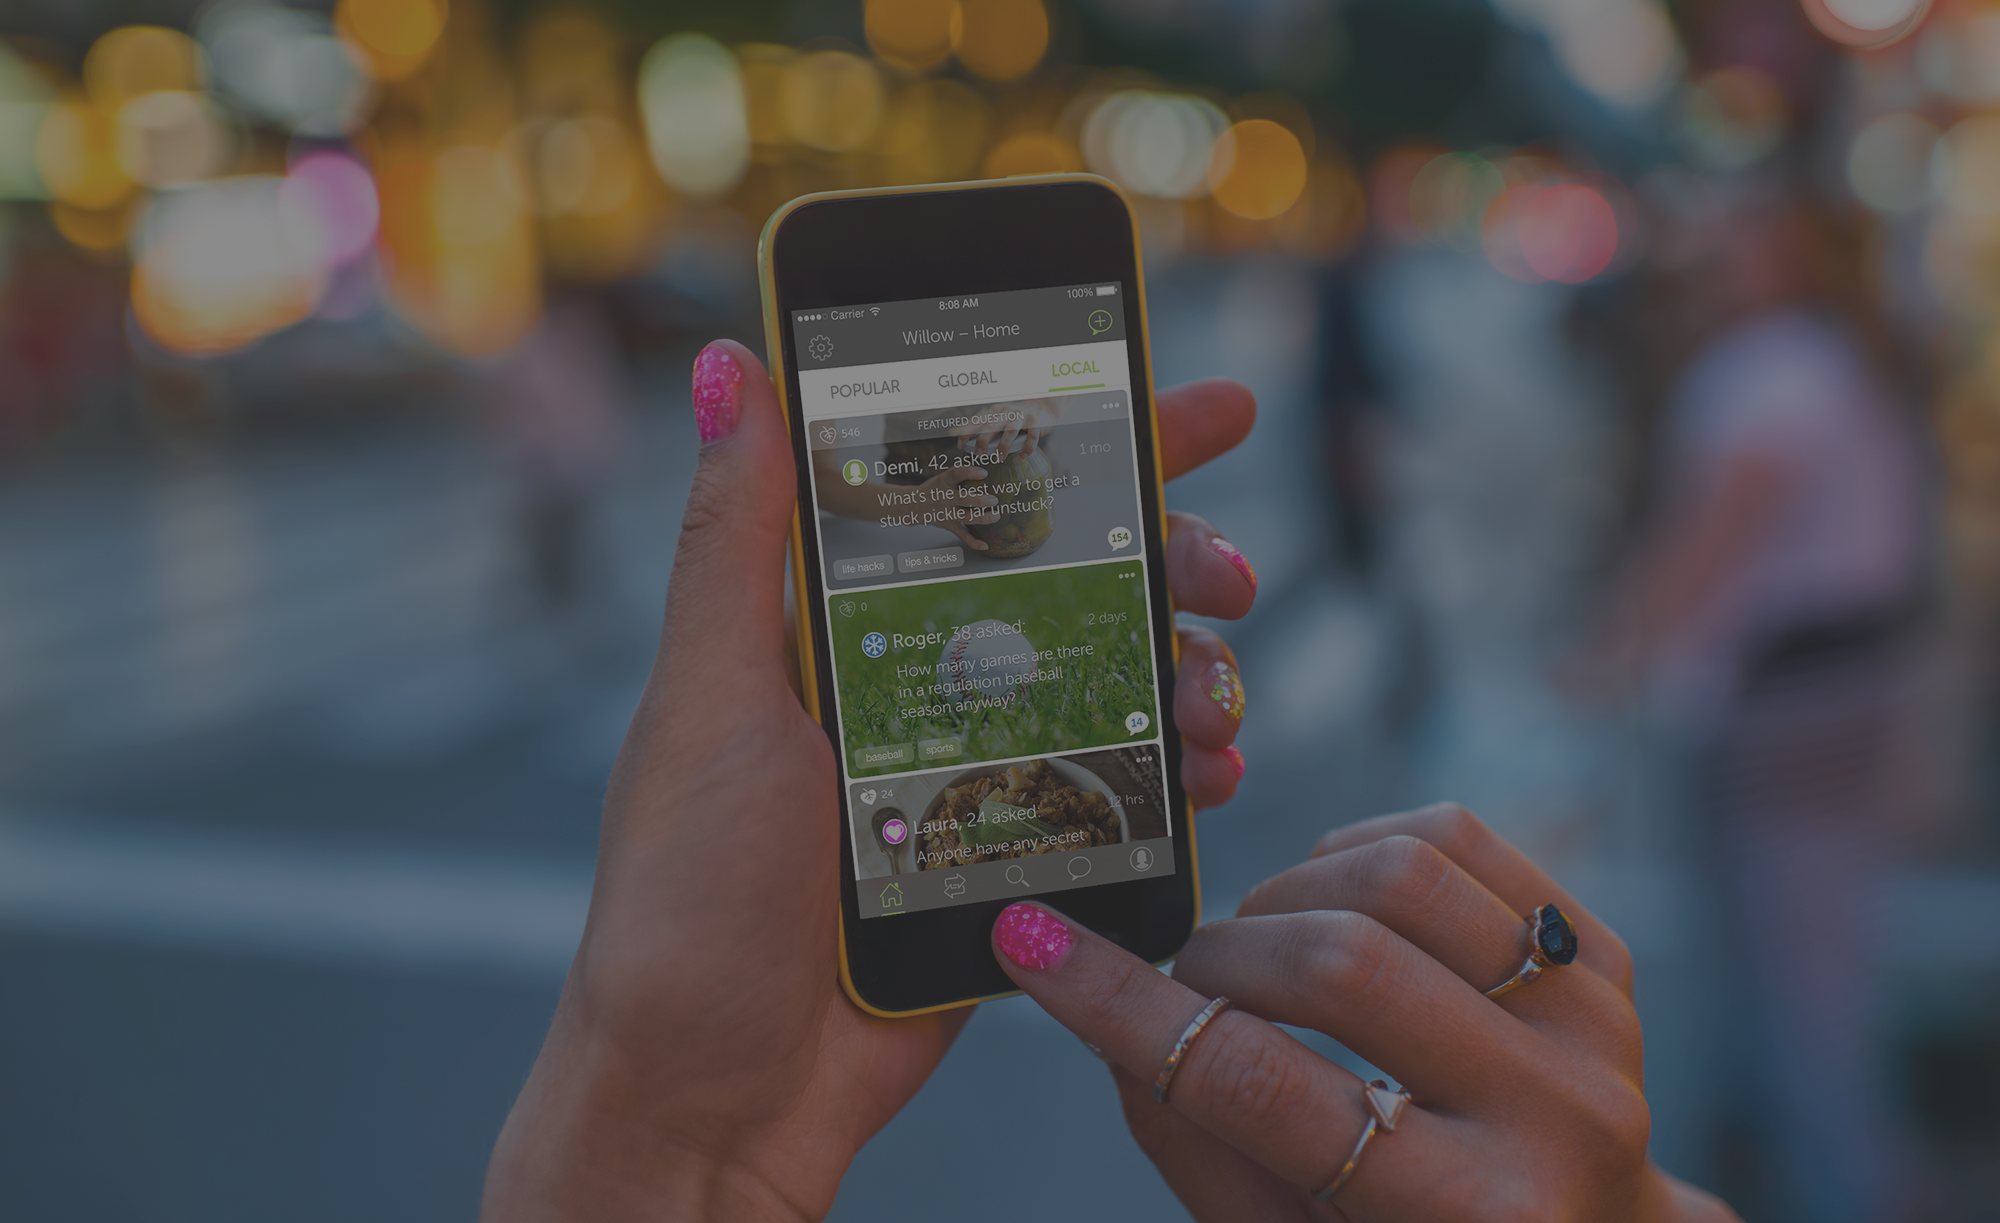 Carrier 8:08 AM 100%
Willow – Home
POPULAR GLOBAL LOCAL
546 FEATURED QUESTION
Demi, 42 asked: 1 mo
What's the best way to get a
stuck pickle jar unstuck?
154
life hacks tips & tricks
0
Roger, 38 asked: 2 days
How many games are there
in a regulation baseball
season anyway?
14
baseball sports
24
Laura, 24 asked: 12 hrs
Anyone have any secret